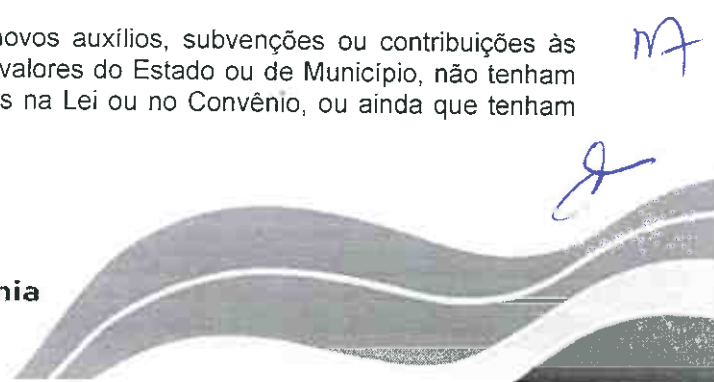 novos auxílios, subvenções ou contribuições às
valores do Estado ou de Município, não tenham
s na Lei ou no Convênio, ou ainda que tenham
nia